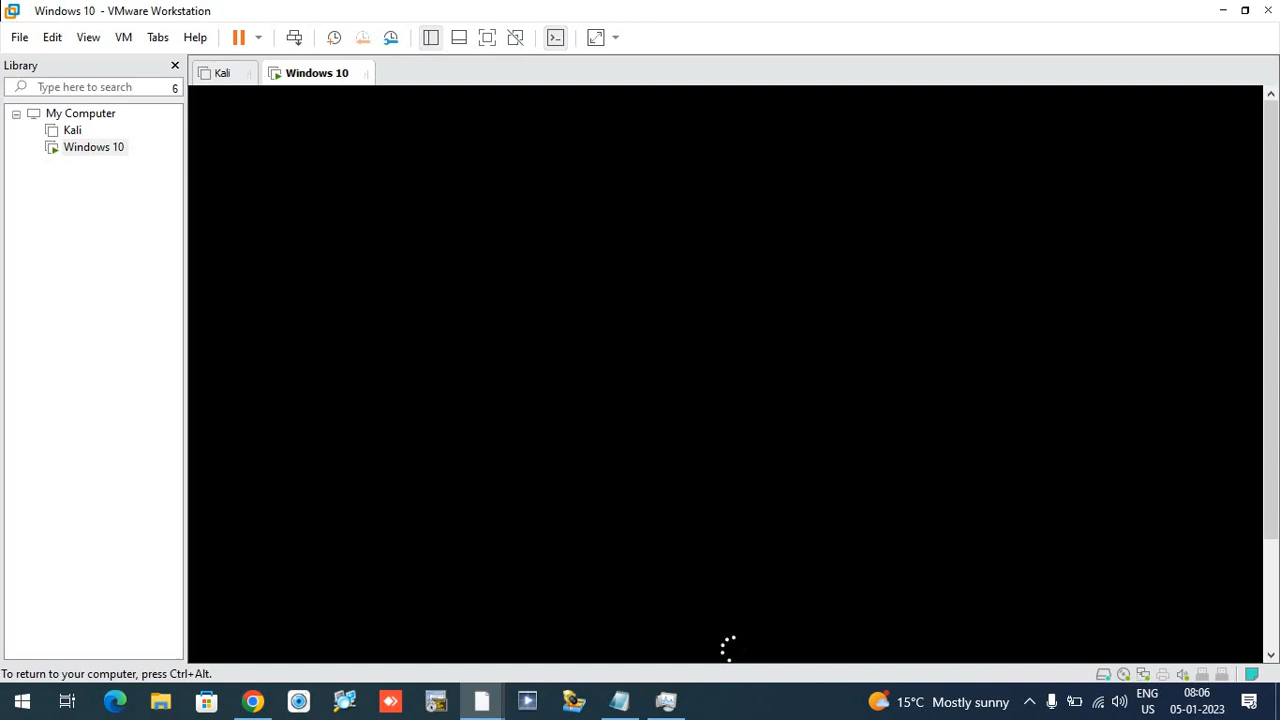 Windows 10 - VMware Workstation
File Edit View VM Tabs Help
Library
Type here to search 6
Kali
Windows 10
My Computer
Kali
Windows 10
To return to your computer, press Ctrl+Alt.
15°C Mostly sunny
ENG
US
08:06
05-01-2023